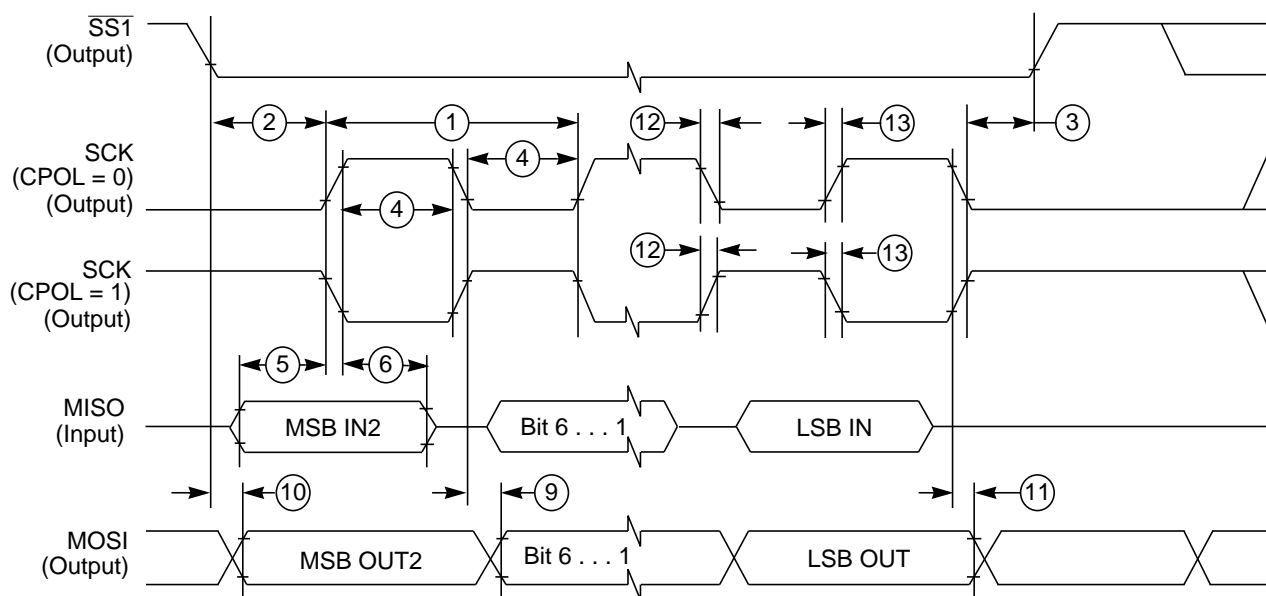 SS1
(Output)
2
1
12
13
3
SCK
(CPOL = 0)
(Output)
4
4
12
13
SCK
(CPOL = 1)
(Output)
5
6
MISO
(Input)
MSB IN2
Bit 6 . . . 1
LSB IN
10
9
11
MOSI
(Output)
MSB OUT2
Bit 6 . . . 1
LSB OUT